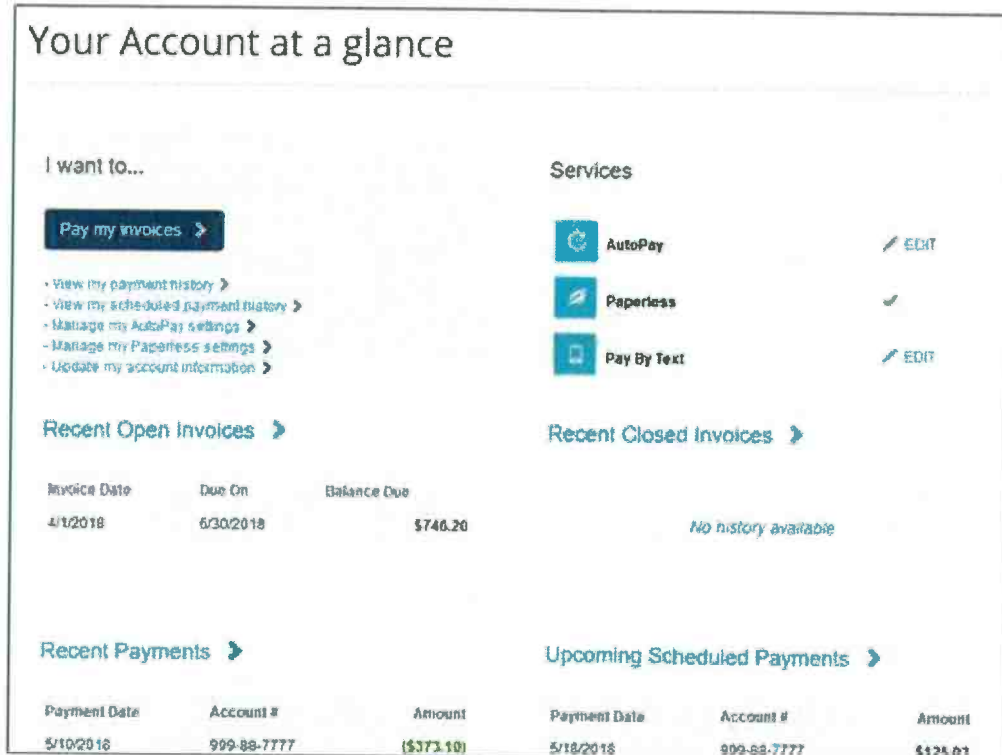 Your Account at a glance
I want to...
Pay my invoices
- View my payment history
- View my scheduled payment history
- Manage my AutoPay settings
- Manage my Paperless settings
- Update my account information
Services
AutoPay EDIT
Paperless
Pay By Text EDIT
Recent Open Invoices
Invoice Date Due On Balance Due
4/1/2018 6/30/2018 $746.20
Recent Closed Invoices
No history available
Recent Payments
Payment Date Account # Amount
5/10/2018 999-88-7777 ($373.10)
Upcoming Scheduled Payments
Payment Date Account # Amount
5/18/2018 999-88-7777